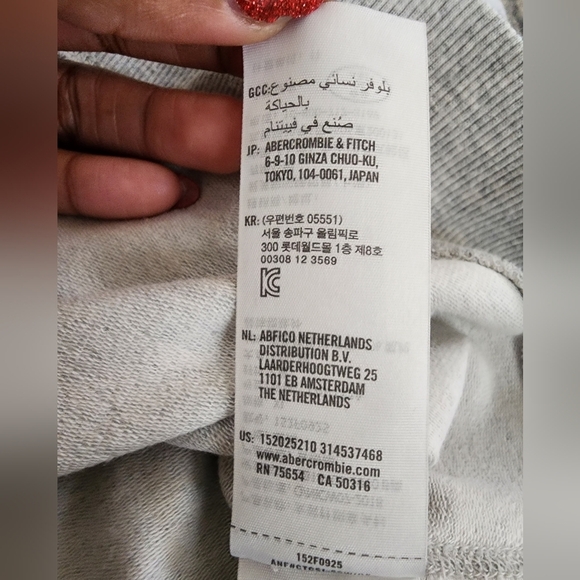 GCC: بلوفر نسائي مصنوع
بالحياكة
صُنع في فييتنام
JP: ABERCROMBIE & FITCH
6-9-10 GINZA CHUO-KU,
TOKYO, 104-0061, JAPAN
KR: (우편번호 05551)
서울 송파구 올림픽로
300 롯데월드몰 1층 제8호
00308 12 3569
NL: ABFICO NETHERLANDS
DISTRIBUTION B.V.
LAARDERHOOGTWEG 25
1101 EB AMSTERDAM
THE NETHERLANDS
US: 152025210 314537468
www.abercrombie.com
RN 75654 CA 50316
152F0925